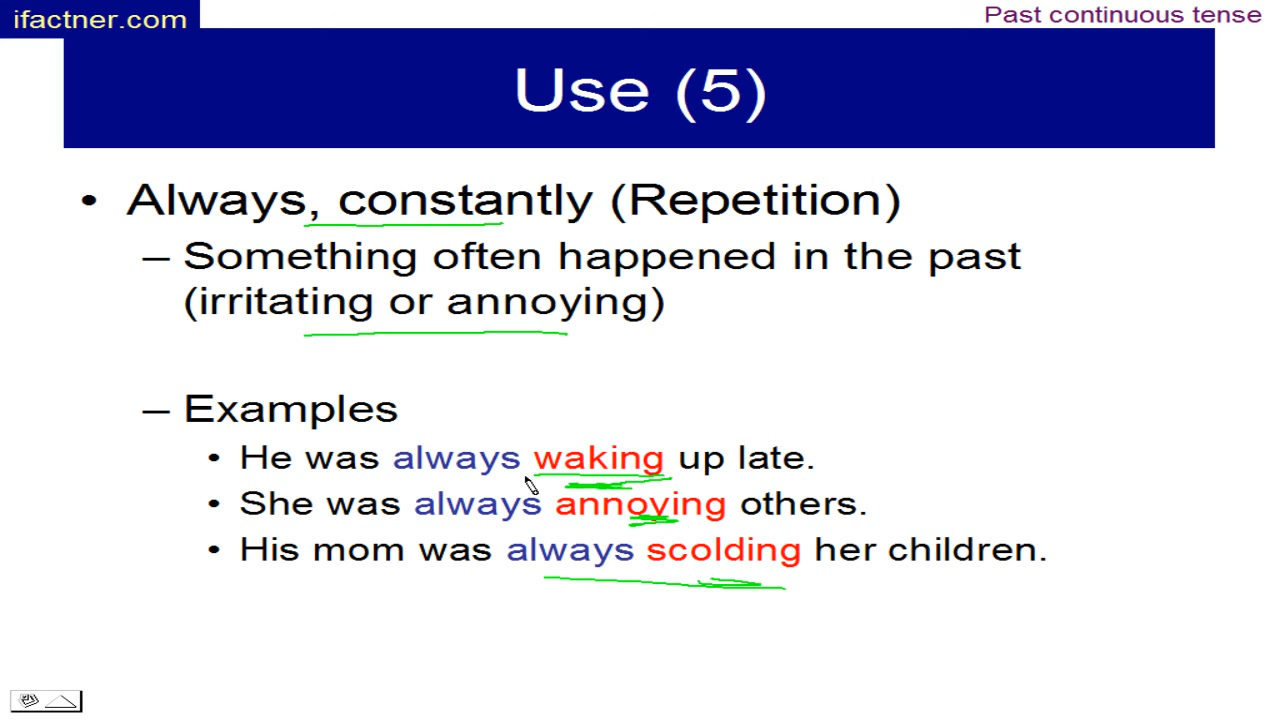 ifactner.com
Past continuous tense
Use (5)
• Always, constantly (Repetition)
– Something often happened in the past
(irritating or annoying)
– Examples
• He was always waking up late.
• She was always annoying others.
• His mom was always scolding her children.